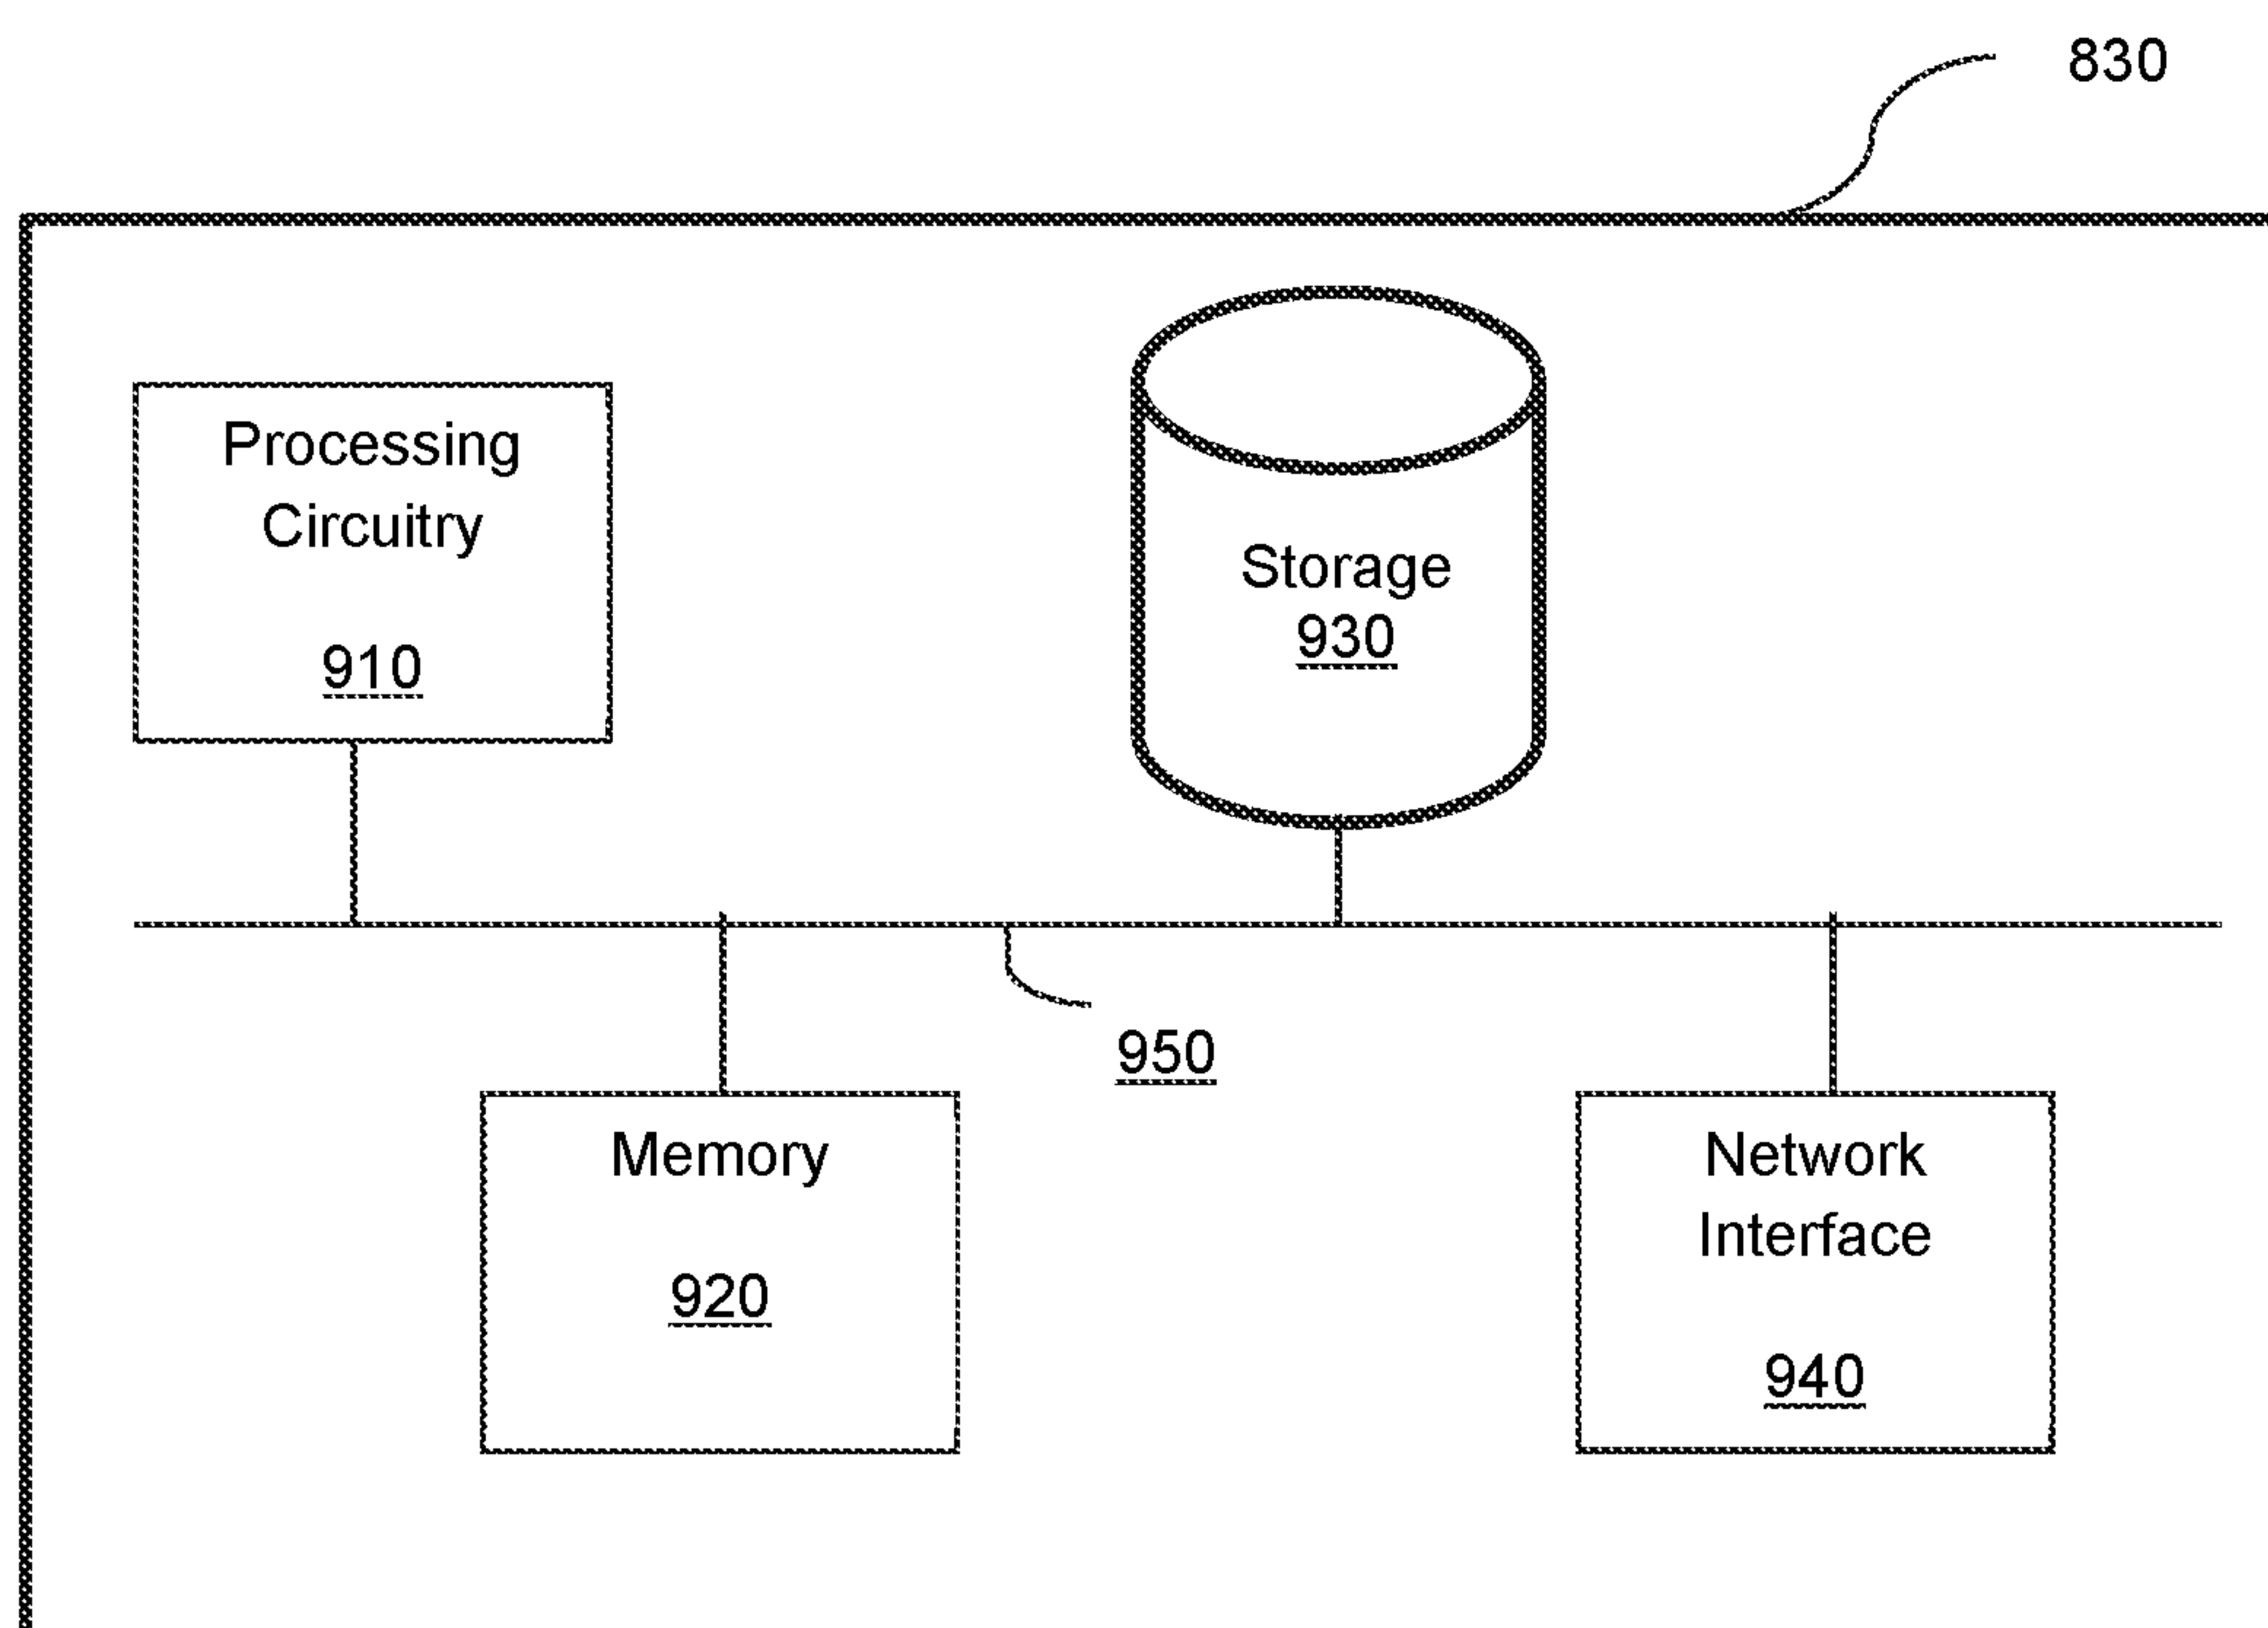 830
Processing
Circuitry
910
Storage
930
950
Memory
920
Network
Interface
940